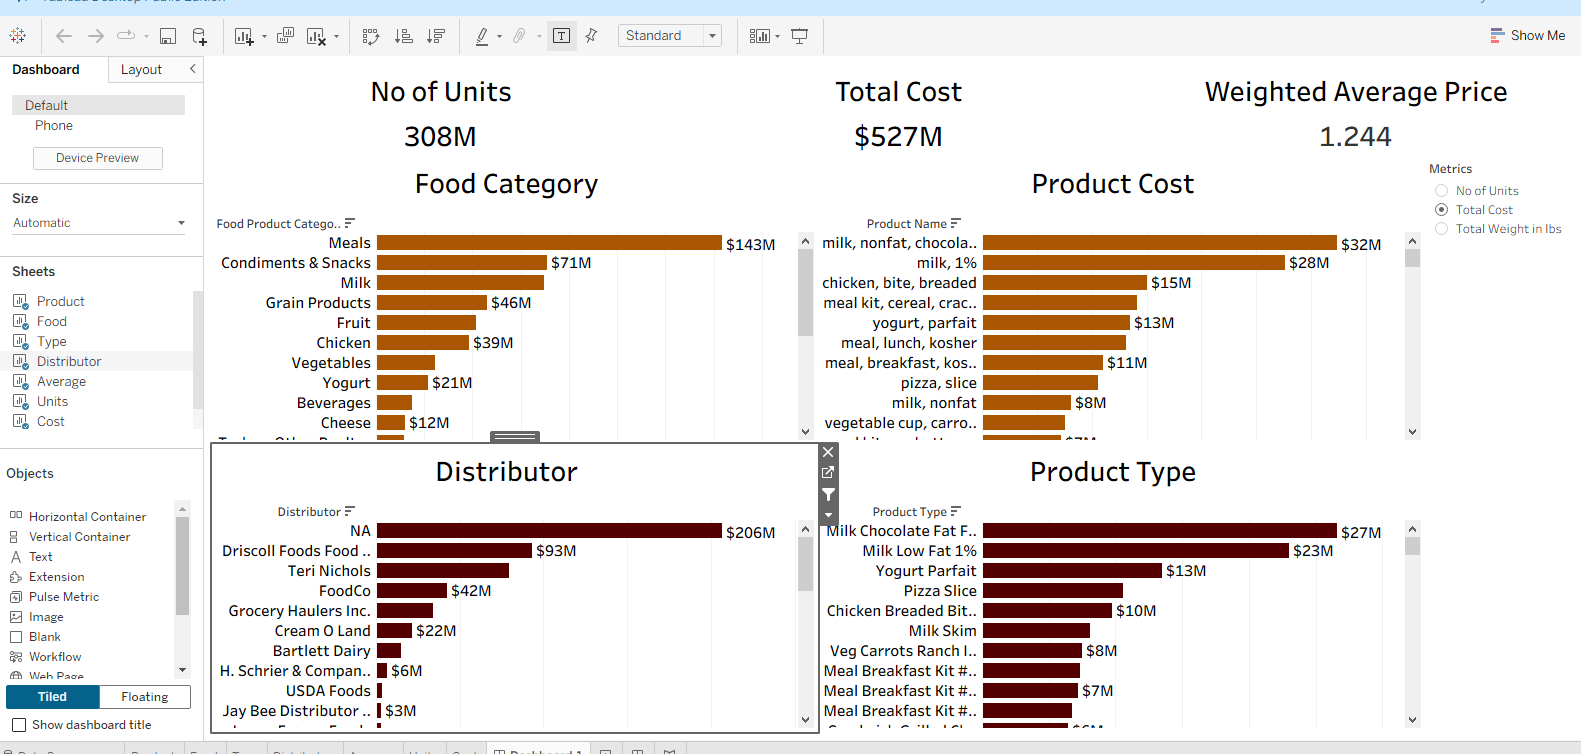 Standard
Show Me
Dashboard
Layout
Default
Phone
Device Preview
Size
Automatic
Sheets
Product
Food
Type
Distributor
Average
Units
Cost
Objects
Horizontal Container
Vertical Container
Text
Extension
Pulse Metric
Image
Blank
Workflow
Web Page
Tiled
Floating
Show dashboard title
No of Units
308M
Total Cost
$527M
Weighted Average Price
1.244
Metrics
No of Units
Total Cost
Total Weight in lbs
Food Category
Food Product Catego..
Meals $143M
Condiments & Snacks $71M
Milk
Grain Products $46M
Fruit
Chicken $39M
Vegetables
Yogurt $21M
Beverages
Cheese $12M
Product Cost
Product Name
milk, nonfat, chocola.. $32M
milk, 1% $28M
chicken, bite, breaded $15M
meal kit, cereal, crac..
yogurt, parfait $13M
meal, lunch, kosher
meal, breakfast, kos.. $11M
pizza, slice
milk, nonfat $8M
vegetable cup, carro..
Distributor
Distributor
NA $206M
Driscoll Foods Food .. $93M
Teri Nichols
FoodCo $42M
Grocery Haulers Inc.
Cream O Land $22M
Bartlett Dairy
H. Schrier & Compan.. $6M
USDA Foods
Jay Bee Distributor .. $3M
Product Type
Product Type
Milk Chocolate Fat F.. $27M
Milk Low Fat 1% $23M
Yogurt Parfait $13M
Pizza Slice
Chicken Breaded Bit.. $10M
Milk Skim
Veg Carrots Ranch I.. $8M
Meal Breakfast Kit #..
Meal Breakfast Kit #.. $7M
Meal Breakfast Kit #..
Dashboard 1